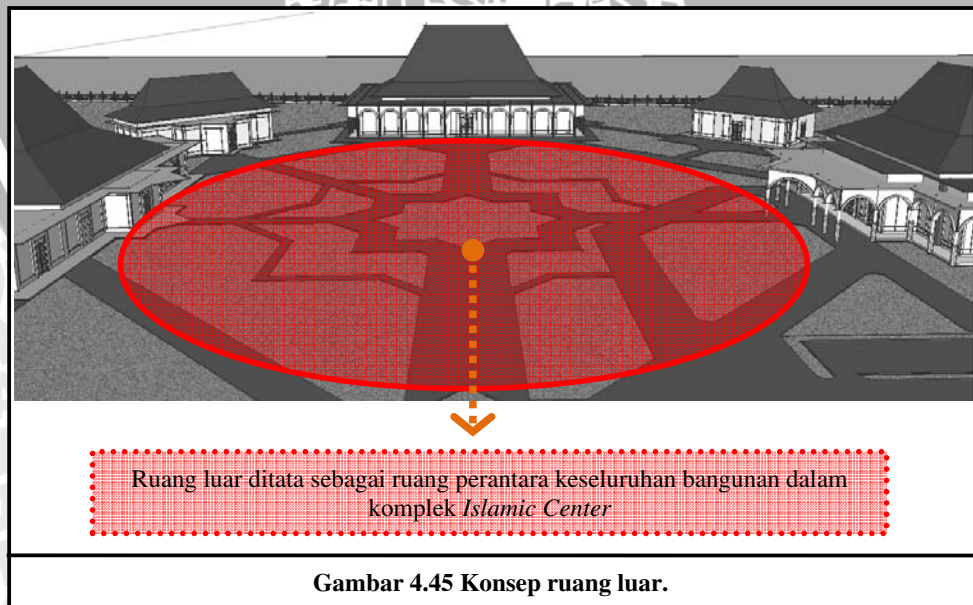 Ruang luar ditata sebagai ruang perantara keseluruhan bangunan dalam
komplek Islamic Center
Gambar 4.45 Konsep ruang luar.